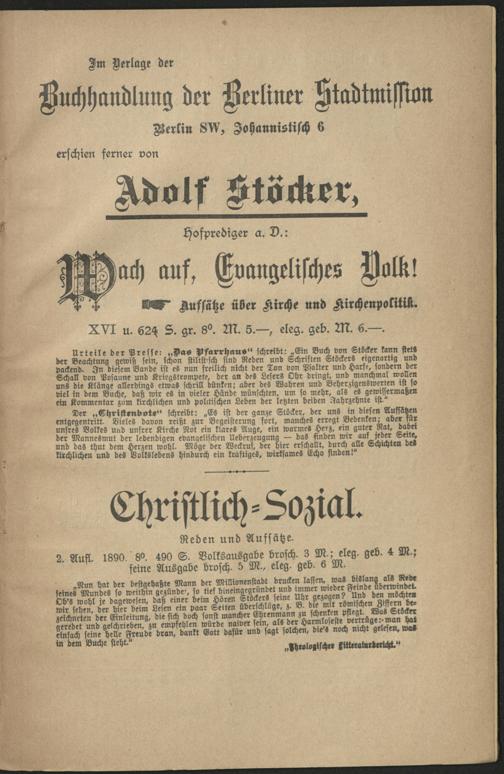 Im Verlage der
Buchhandlung der Berliner Stadtmission
Berlin SW, Johannistisch 6
erschien ferner von
Adolf Stöcker,
Hofprediger a. D.:
Wach auf, Evangelisches Volk!
Aufsätze über Kirche und Kirchenpolitik.
XVI u. 624 S. gr. 8º. M. 5.—, eleg. geb. M. 6.—.
Urteile der Presse: „Das Pfarrhaus" schreibt: „Ein Buch von Stöcker kann stets
der Beachtung gewiß sein, schon stilistisch sind Reden und Schriften Stöckers eigenartig und
packend. In diesem Bande ist es nun freilich nicht der Ton von Psalter und Harfe, sondern der
Schall von Posaune und Kriegstrompete, der an des Lesers Ohr dringt, und manchmal wollen
uns die Klänge allerdings etwas schrill dünken; aber des Wahren und Beherzigenswerten ist so
viel in dem Buche, daß wir es in vieler Hände wünschten, um so mehr, als es gewissermaßen
ein Kommentar zum kirchlichen und politischen Leben der letzten beiden Jahrzehnte ist."
Der „Christenbote" schreibt: „Es ist der ganze Stöcker, der uns in diesen Aufsätzen
entgegentritt. Vieles davon reißt zur Begeisterung fort, manches erregt Bedenken; aber für
unsres Volkes und unsrer Kirche Not ein klares Auge, ein warmes Herz, ein guter Rat, dabei
der Mannesmut der lebendigen evangelischen Ueberzeugung — das finden wir auf jeder Seite,
und das thut dem Herzen wohl. Möge der Weckruf, der hier erschallt, durch alle Schichten des
kirchlichen und des Volkslebens hindurch ein kräftiges, wirksames Echo finden!"
Christlich-Sozial.
Reden und Aufsätze.
2. Aufl. 1890. 8º. 490 S. Volksausgabe brosch. 3 M.; eleg. geb. 4 M.;
feine Ausgabe brosch. 5 M., eleg. geb. 6 M.
„Nun hat der bestgehaßte Mann der Millionenstadt drucken lassen, was bislang als Rede
seines Mundes so weithin gezündet, so tief eingegründet und immer wieder Feinde überwindet.
Ob's wohl je dagewesen, daß einer beim Hören Stöckers seine Uhr gezogen? Und den möchten
wir sehen, der hier beim Lesen ein paar Seiten überschlüge, z. B. die mit römischen Ziffern be-
zeichneten der Einleitung, die sich doch sonst mancher Ehrenmann zu schenken pflegt. Was Stöcker
geredet und geschrieben, zu empfehlen würde naiver sein, als der Harmloseste vertrüge: man hat
einfach seine helle Freude dran, dankt Gott dafür und sagt solchen, die's noch nicht gelesen, was
in dem Buche steht."
„Theologischer Litteraturbericht."